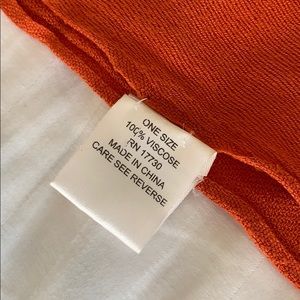 ONE SIZE
100% VISCOSE
RN 17730
MADE IN CHINA
CARE SEE REVERSE